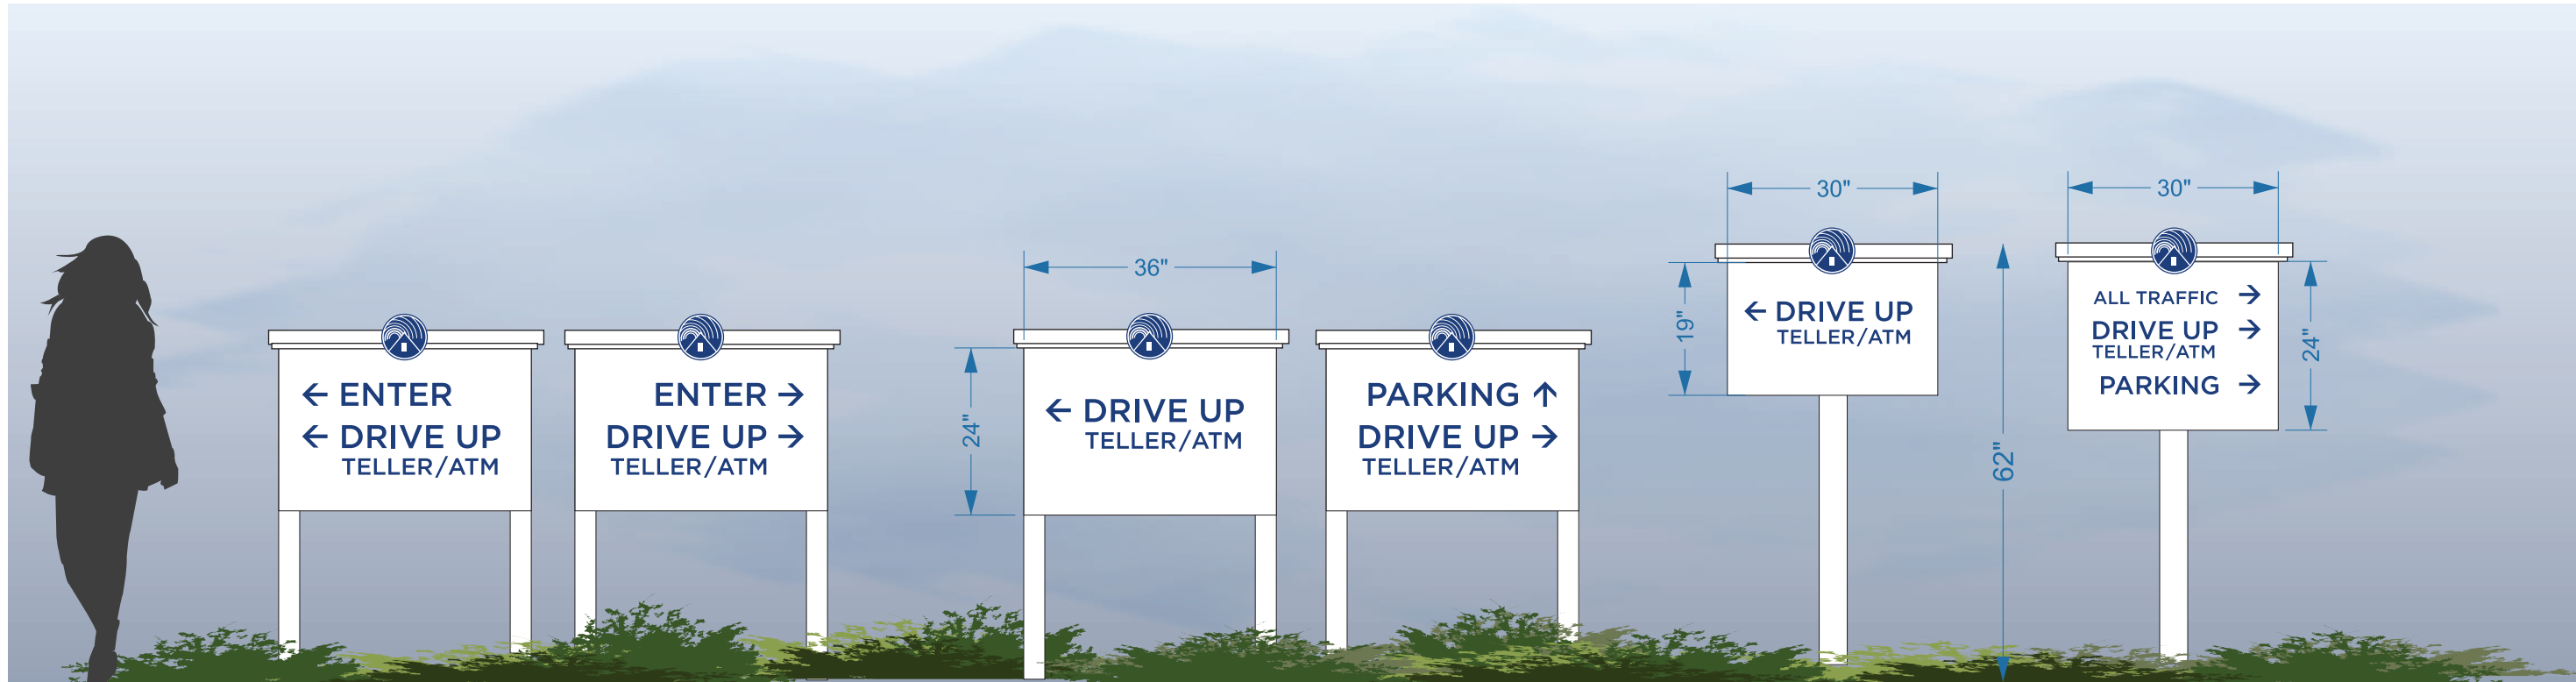 ← ENTER
← DRIVE UP
TELLER/ATM
ENTER →
DRIVE UP →
TELLER/ATM
36"
24"
← DRIVE UP
TELLER/ATM
PARKING ↑
DRIVE UP →
TELLER/ATM
30"
19"
← DRIVE UP
TELLER/ATM
62"
30"
24"
ALL TRAFFIC →
DRIVE UP →
TELLER/ATM
PARKING →